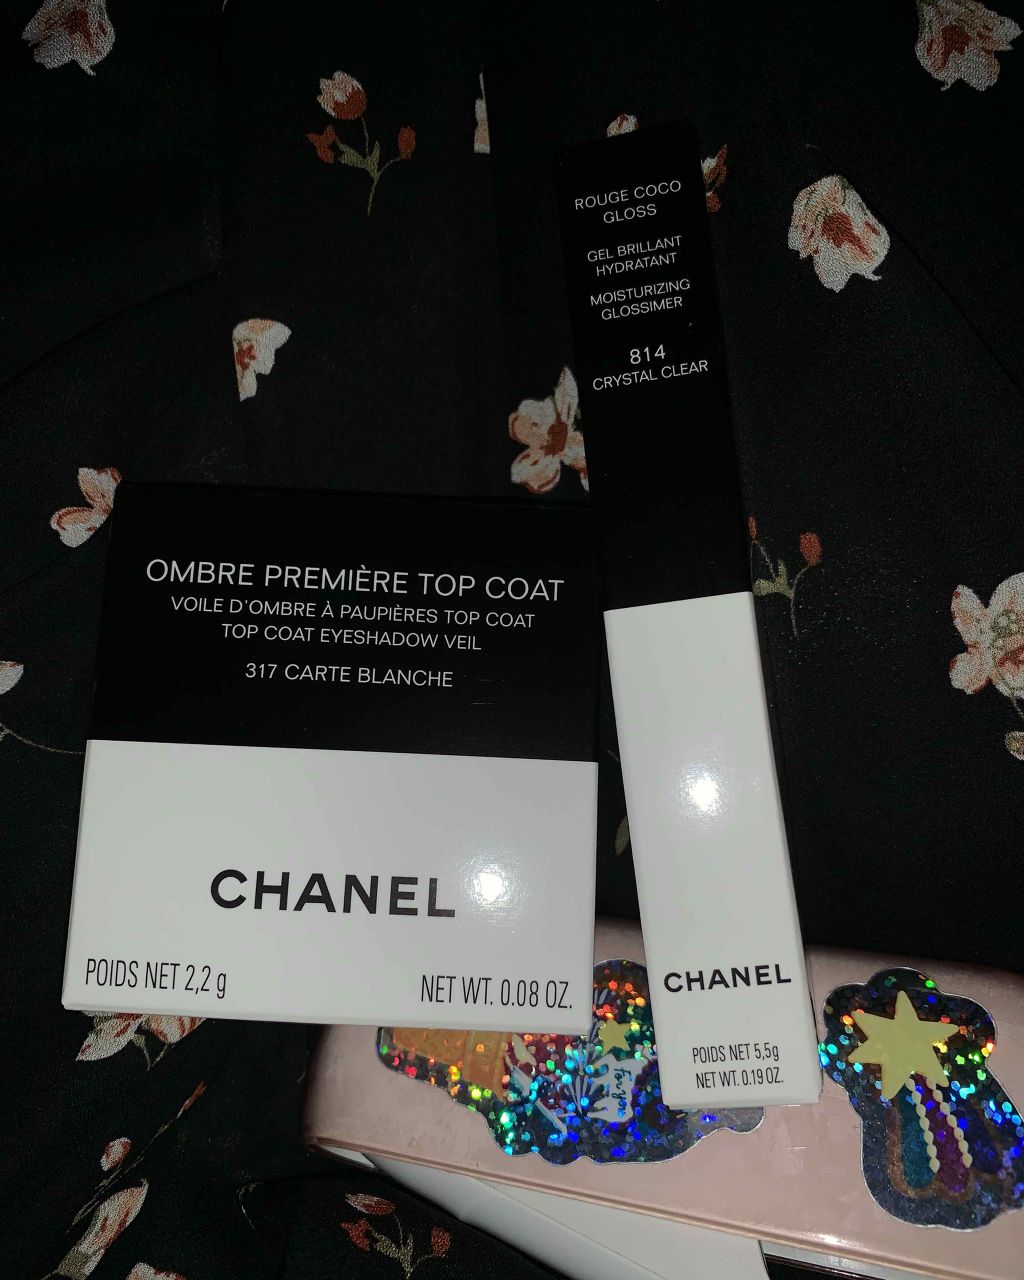 OMBRE PREMIÈRE TOP COAT
VOILE D'OMBRE À PAUPIÈRES TOP COAT
TOP COAT EYESHADOW VEIL
317 CARTE BLANCHE
CHANEL
POIDS NET 2,2 g
NET WT. 0.08 OZ.
ROUGE COCO
GLOSS
GEL BRILLANT
HYDRATANT
MOISTURIZING
GLOSSIMER
814
CRYSTAL CLEAR
CHANEL
POIDS NET 5,5g
NET WT. 0.19 OZ.
for you